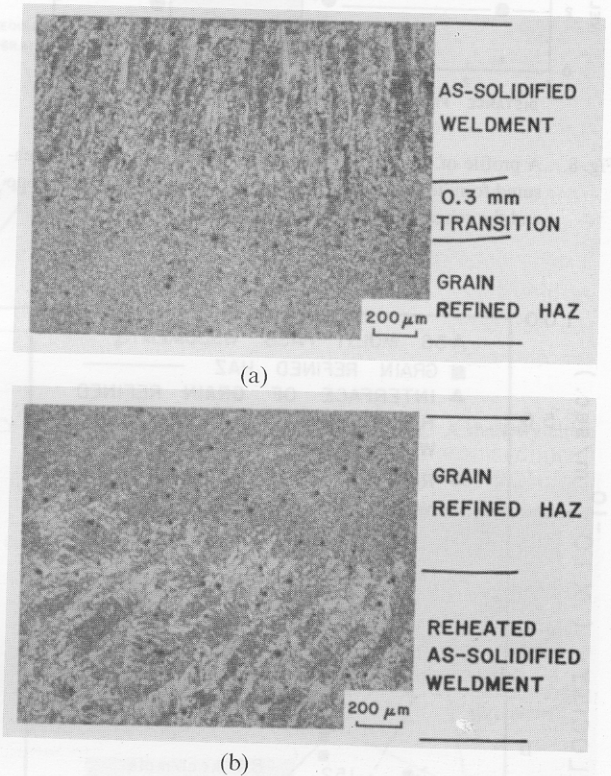 AS-SOLIDIFIED
WELDMENT
0.3 mm
TRANSITION
GRAIN
REFINED HAZ
200 μm
(a)
GRAIN
REFINED HAZ
REHEATED
AS-SOLIDIFIED
WELDMENT
200 μm
(b)